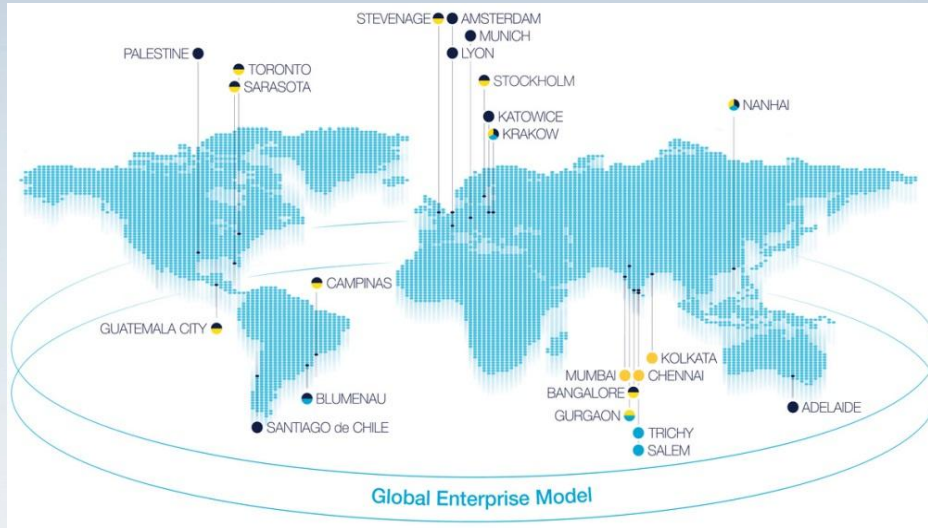 STEVENAGE
AMSTERDAM
MUNICH
PALESTINE
LYON
TORONTO
SARASOTA
STOCKHOLM
NANHAI
KATOWICE
KRAKOW
CAMPINAS
GUATEMALA CITY
KOLKATA
MUMBAI
CHENNAI
BANGALORE
BLUMENAU
ADELAIDE
GURGAON
SANTIAGO de CHILE
TRICHY
SALEM
Global Enterprise Model